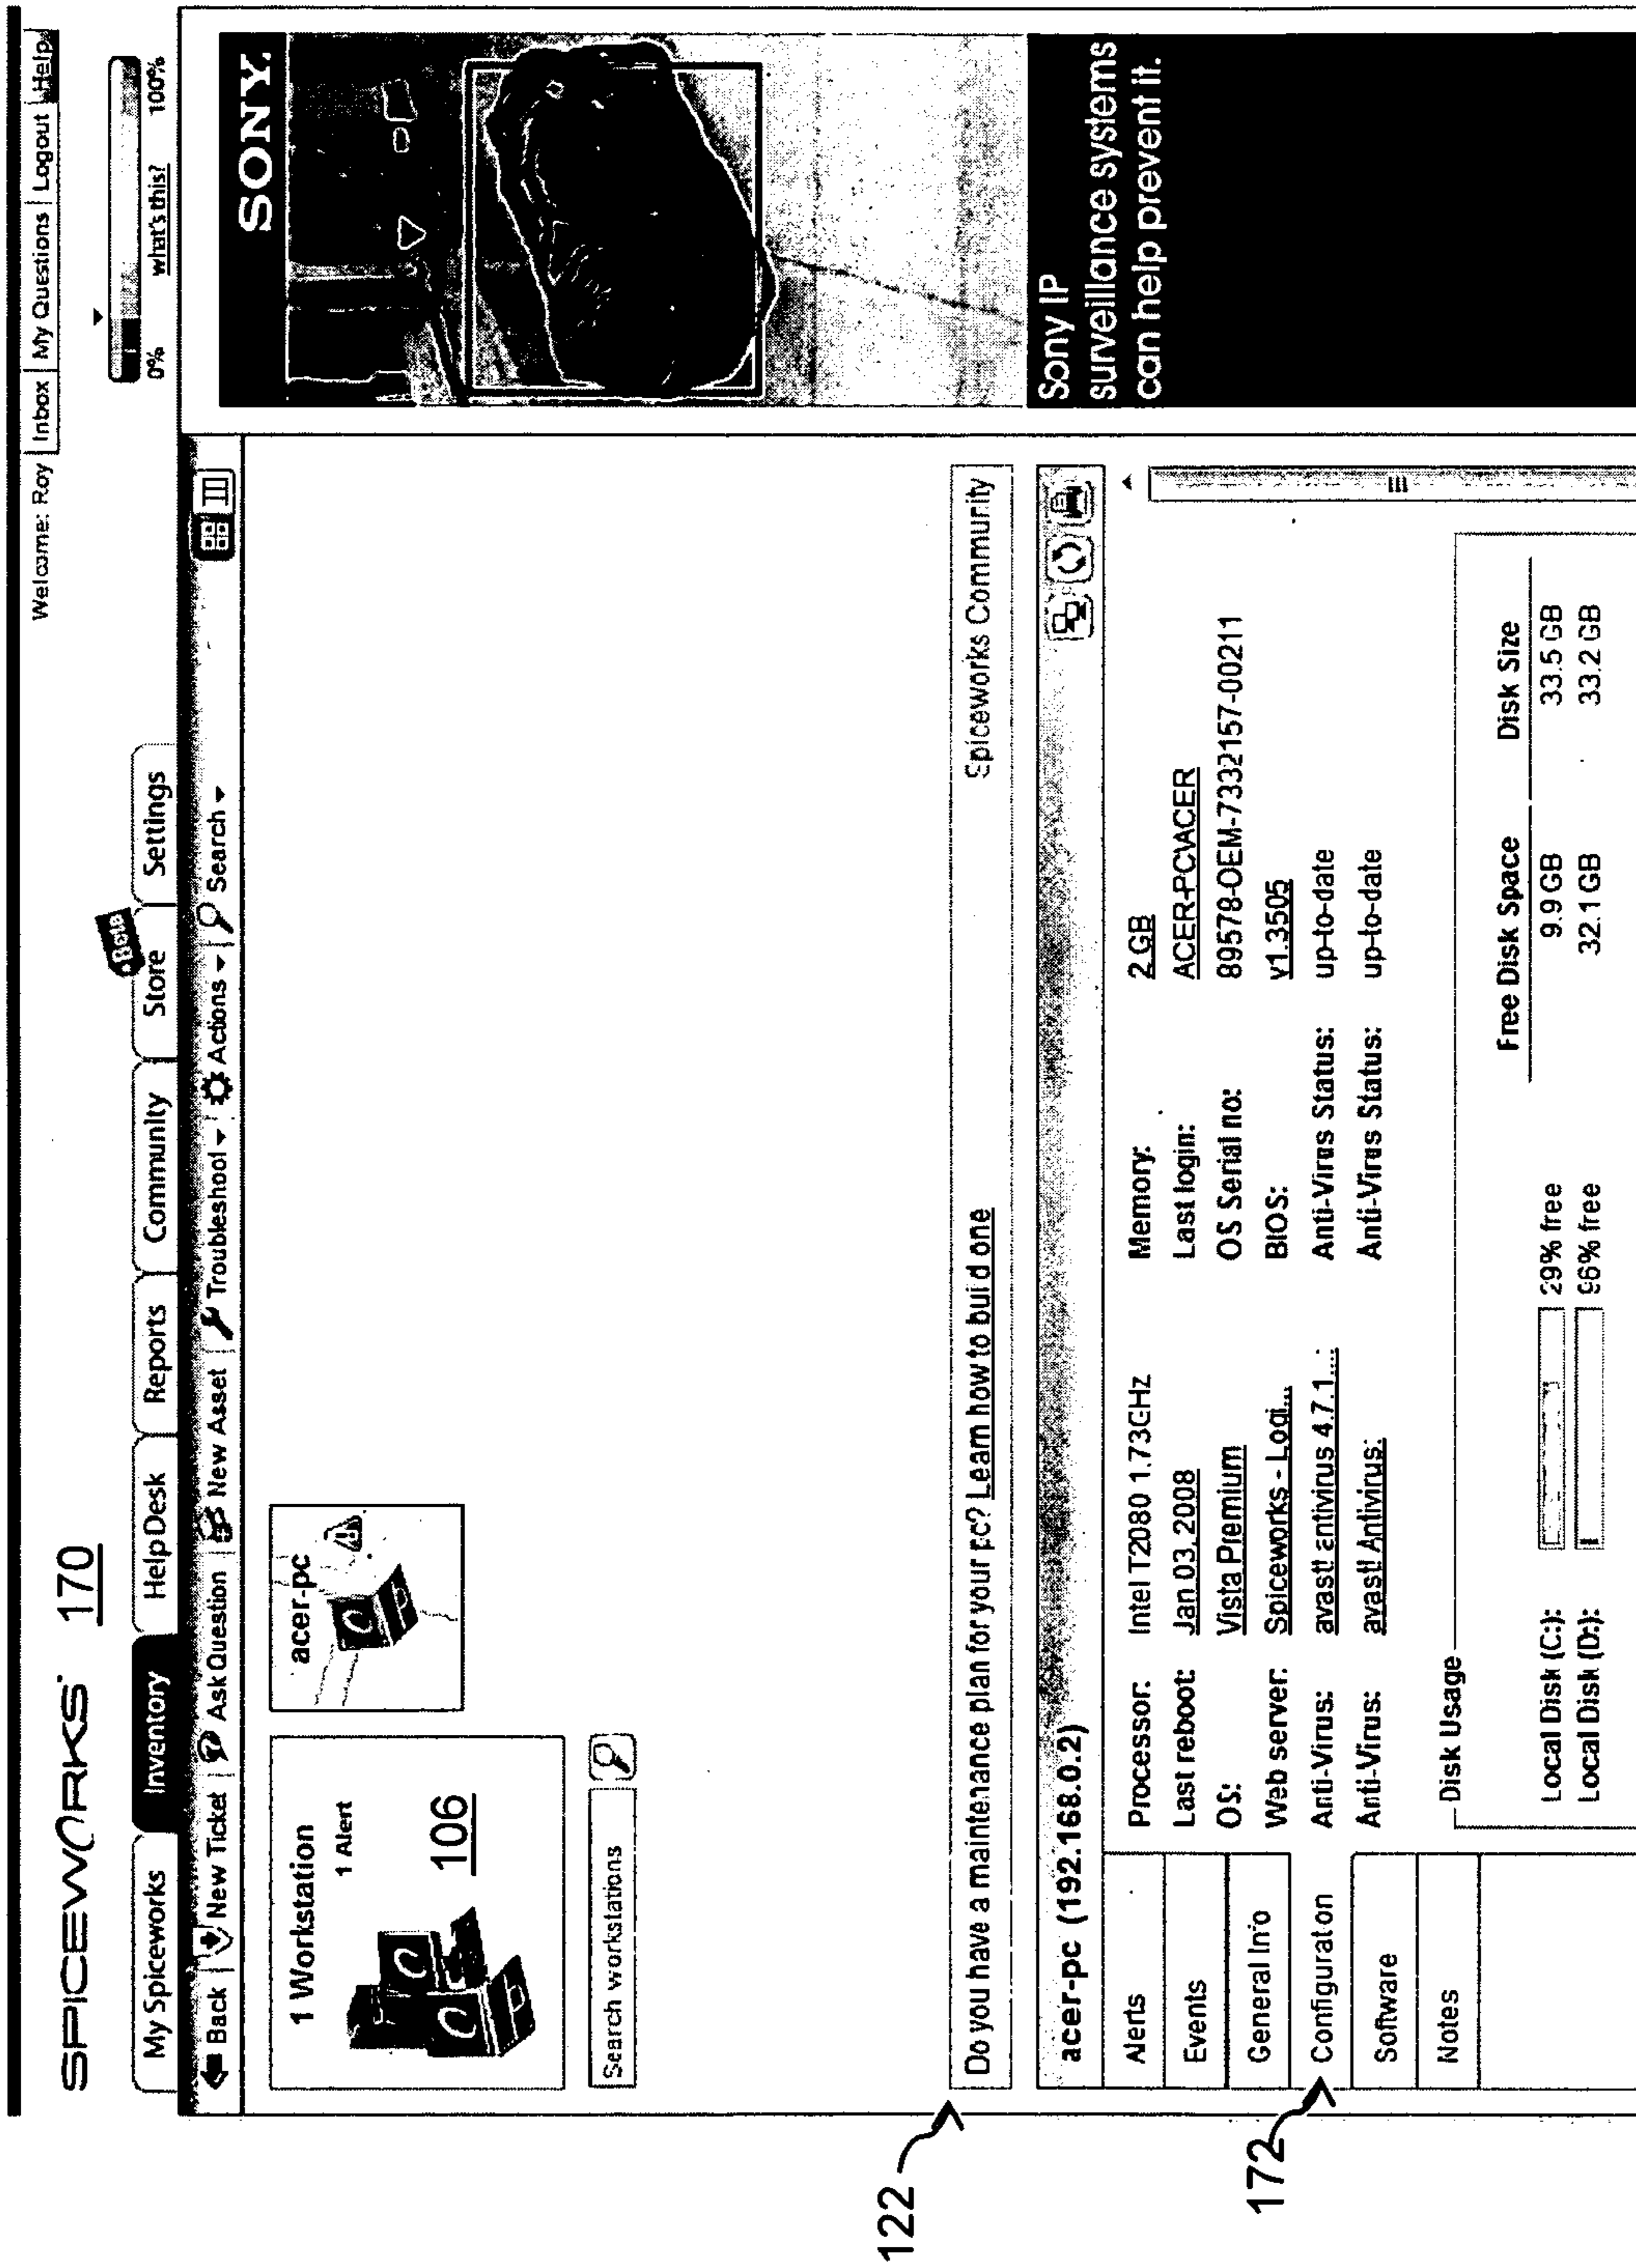 Welcome: Roy | Inbox | My Questions | Logout | Help
SPICEWORKS 170
0% what's this? 100%
Beta
My Spiceworks Inventory Help Desk Reports Community Store Settings
Back New Ticket Ask Question New Asset Troubleshoot Actions Search
1 Workstation
1 Alert
106
acer-pc
Search workstations
SONY
Sony IP
surveillance systems
can help prevent it.
122
Do you have a maintenance plan for your pc? Learn how to build one Spiceworks Community
acer-pc (192.168.0.2)
172
Alerts
Events
General Info
Configuration
Software
Notes
Processor: Intel T2080 1.73GHz Memory: 2 GB
Last reboot: Jan 03, 2008 Last login: ACER-PC\ACER
OS: Vista Premium OS Serial no: 89578-OEM-7332157-00211
Web server: Spiceworks - Logi... BIOS: v1.3505
Anti-Virus: avast! antivirus 4.7.1...: Anti-Virus Status: up-to-date
Anti-Virus: avast! Antivirus: Anti-Virus Status: up-to-date
Disk Usage
Free Disk Space Disk Size
Local Disk (C:): 29% free 9.9 GB 33.5 GB
Local Disk (D:): 96% free 32.1 GB 33.2 GB